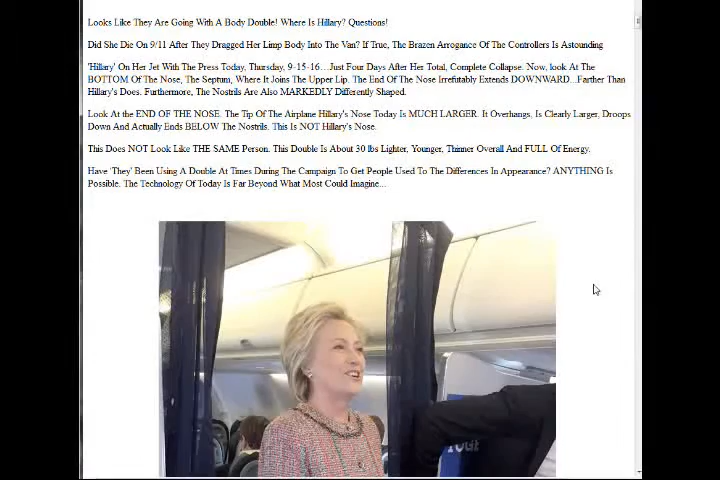 Looks Like They Are Going With A Body Double! Where Is Hillary? Questions!
Did She Die On 9/11 After They Dragged Her Limp Body Into The Van? If True, The Brazen Arrogance Of The Controllers Is Astounding
'Hillary' On Her Jet With The Press Today, Thursday, 9-15-16…Just Four Days After Her Total, Complete Collapse. Now, look At The
BOTTOM Of The Nose, The Septum, Where It Joins The Upper Lip. The End Of The Nose Irrefutably Extends DOWNWARD...Farther Than
Hillary's Does. Furthermore, The Nostrils Are Also MARKEDLY Differently Shaped.
Look At the END OF THE NOSE. The Tip Of The Airplane Hillary's Nose Today Is MUCH LARGER. It Overhangs, Is Clearly Larger, Droops
Down And Actually Ends BELOW The Nostrils. This Is NOT Hillary's Nose.
This Does NOT Look Like THE SAME Person. This Double Is About 30 lbs Lighter, Younger, Thinner Overall And FULL Of Energy.
Have 'They' Been Using A Double At Times During The Campaign To Get People Used To The Differences In Appearance? ANYTHING Is
Possible. The Technology Of Today Is Far Beyond What Most Could Imagine...